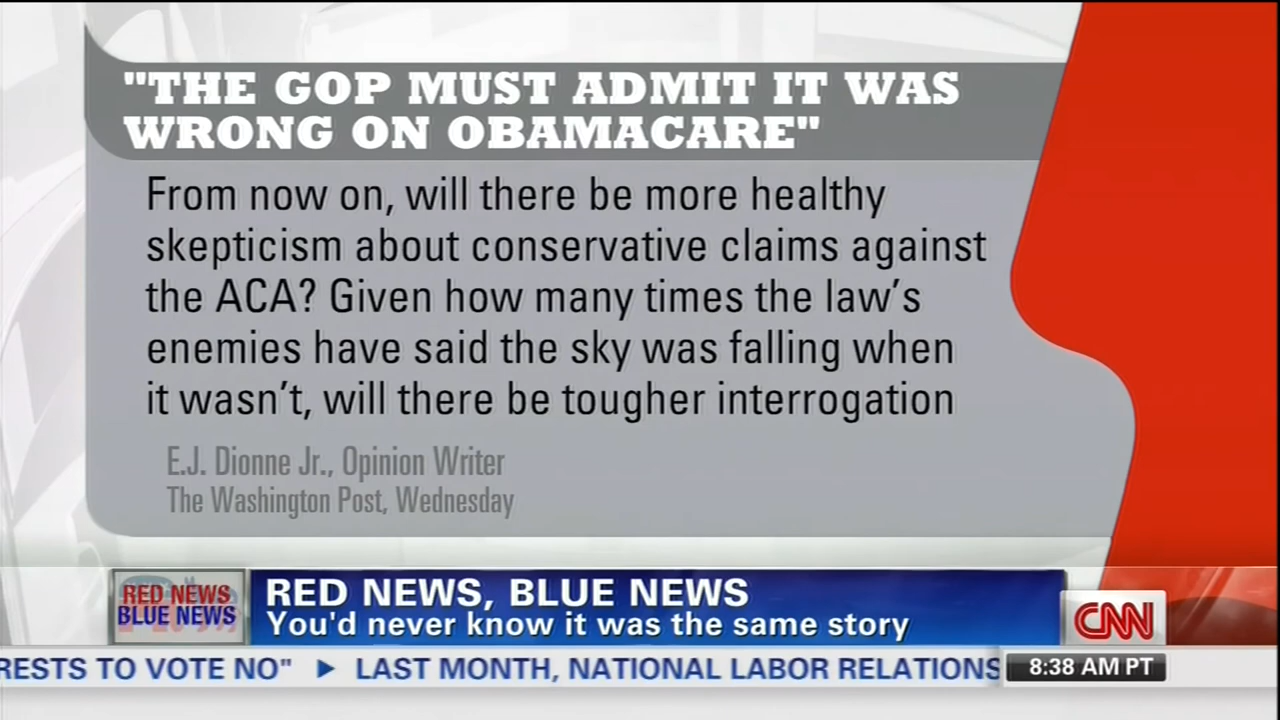 "THE GOP MUST ADMIT IT WAS
WRONG ON OBAMACARE"
From now on, will there be more healthy
skepticism about conservative claims against
the ACA? Given how many times the law's
enemies have said the sky was falling when
it wasn't, will there be tougher interrogation
E.J. Dionne Jr., Opinion Writer
The Washington Post, Wednesday
RED NEWS
BLUE NEWS
RED NEWS, BLUE NEWS
You'd never know it was the same story
CNN
RESTS TO VOTE NO" ► LAST MONTH, NATIONAL LABOR RELATIONS
8:38 AM PT